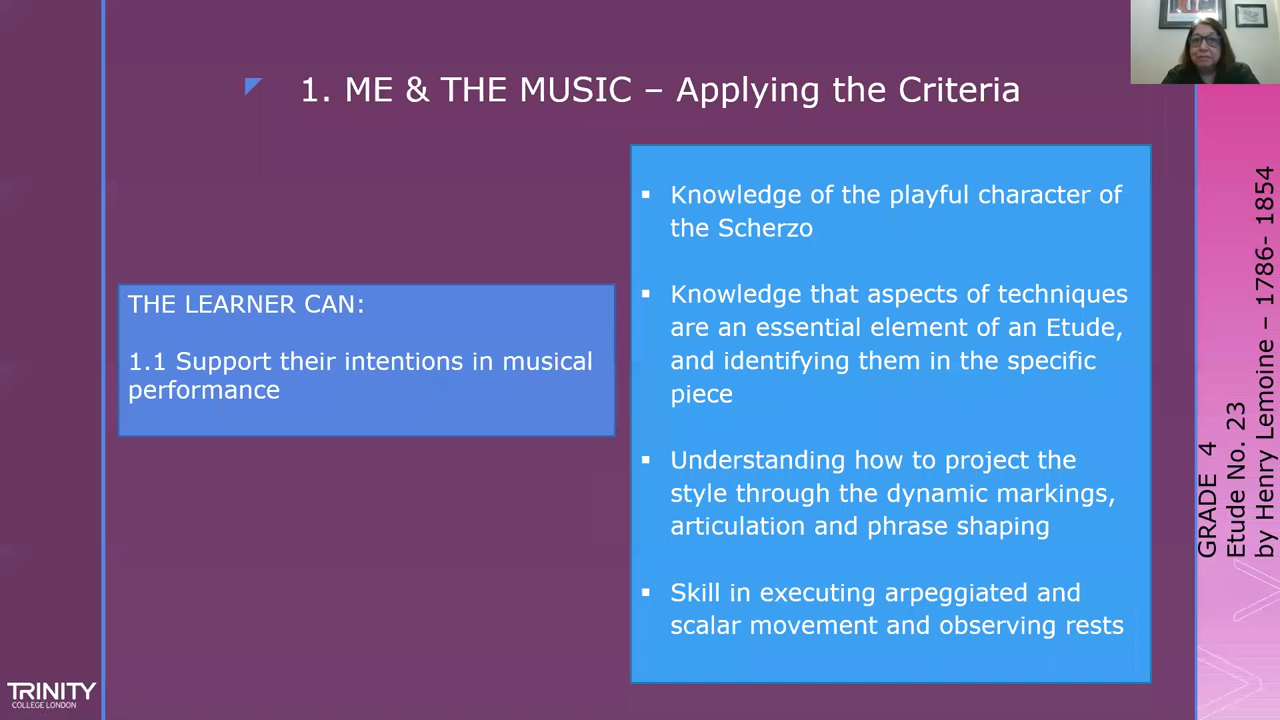 1. ME & THE MUSIC – Applying the Criteria
THE LEARNER CAN:
1.1 Support their intentions in musical
performance
▪ Knowledge of the playful character of
the Scherzo
▪ Knowledge that aspects of techniques
are an essential element of an Etude,
and identifying them in the specific
piece
▪ Understanding how to project the
style through the dynamic markings,
articulation and phrase shaping
▪ Skill in executing arpeggiated and
scalar movement and observing rests
GRADE 4
Etude No. 23
by Henry Lemoine – 1786- 1854
TRINITY
COLLEGE LONDON